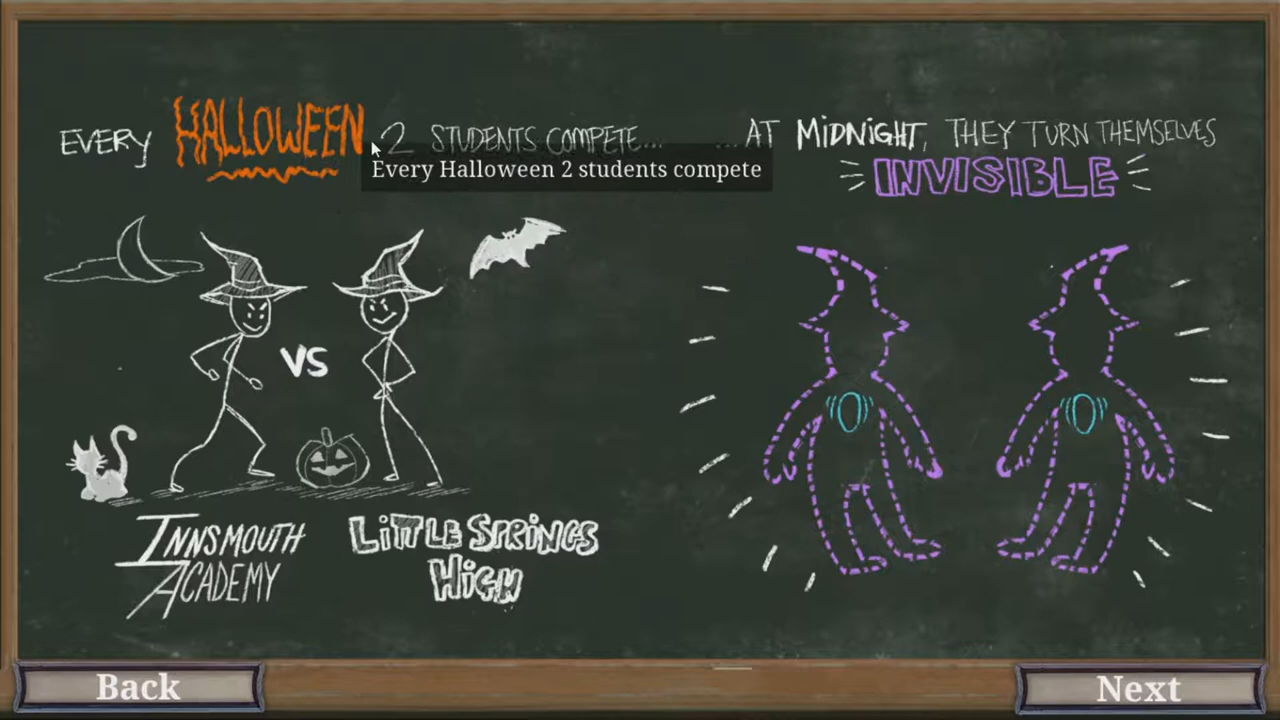 EVERY HALLOWEEN 2 STUDENTS COMPETE...
Every Halloween 2 students compete
...AT MIDNIGHT, THEY TURN THEMSELVES
INVISIBLE
VS
INNSMOUTH
ACADEMY
LITTLE SPRINGS
HIGH
Back
Next